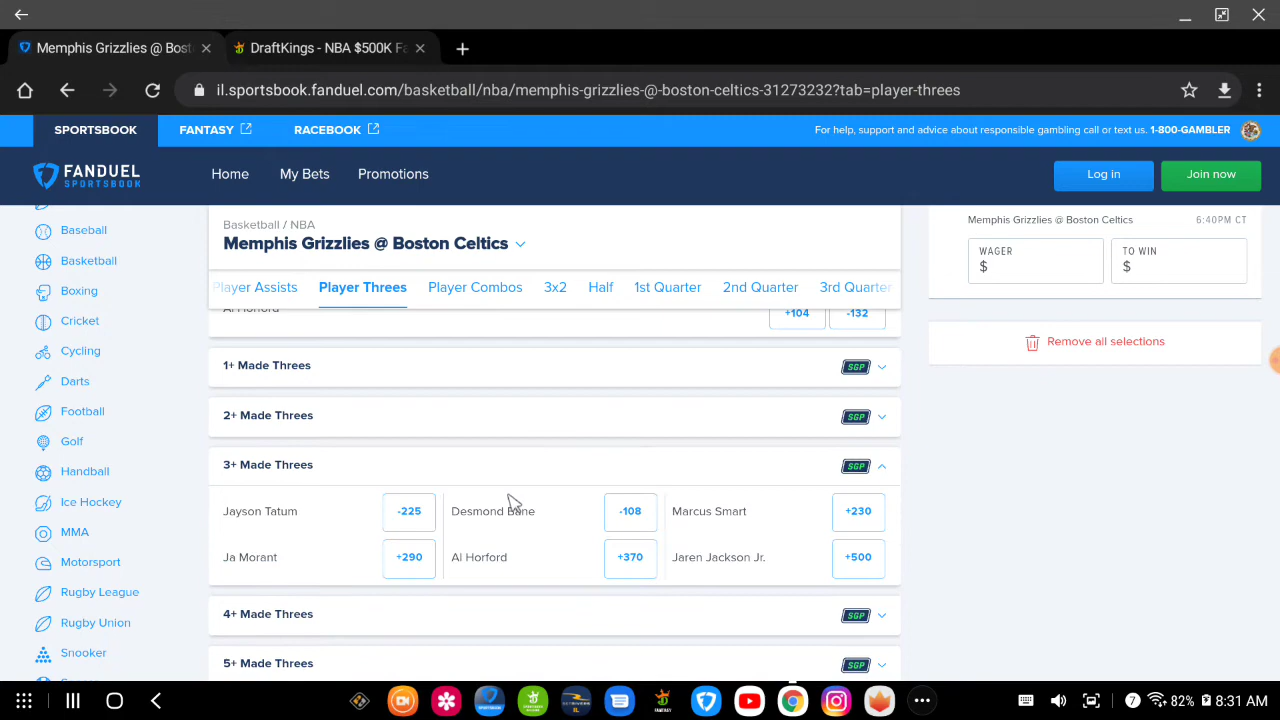 Memphis Grizzlies @ Bost
DraftKings - NBA $500K Fa
il.sportsbook.fanduel.com/basketball/nba/memphis-grizzlies-@-boston-celtics-31273232?tab=player-threes
SPORTSBOOK FANTASY RACEBOOK For help, support and advice about responsible gambling call or text us. 1-800-GAMBLER
FANDUEL
SPORTSBOOK
Home My Bets Promotions Log in Join now
Baseball
Basketball
Boxing
Cricket
Cycling
Darts
Football
Golf
Handball
Ice Hockey
MMA
Motorsport
Rugby League
Rugby Union
Snooker
Basketball / NBA
Memphis Grizzlies @ Boston Celtics
Player Assists Player Threes Player Combos 3x2 Half 1st Quarter 2nd Quarter 3rd Quarter
Al Horford +104 -132
1+ Made Threes SGP
2+ Made Threes SGP
3+ Made Threes SGP
Jayson Tatum -225 Desmond Bane -108 Marcus Smart +230
Ja Morant +290 Al Horford +370 Jaren Jackson Jr. +500
4+ Made Threes SGP
5+ Made Threes SGP
Memphis Grizzlies @ Boston Celtics 6:40PM CT
WAGER TO WIN
$ $
Remove all selections
7 82% 8:31 AM